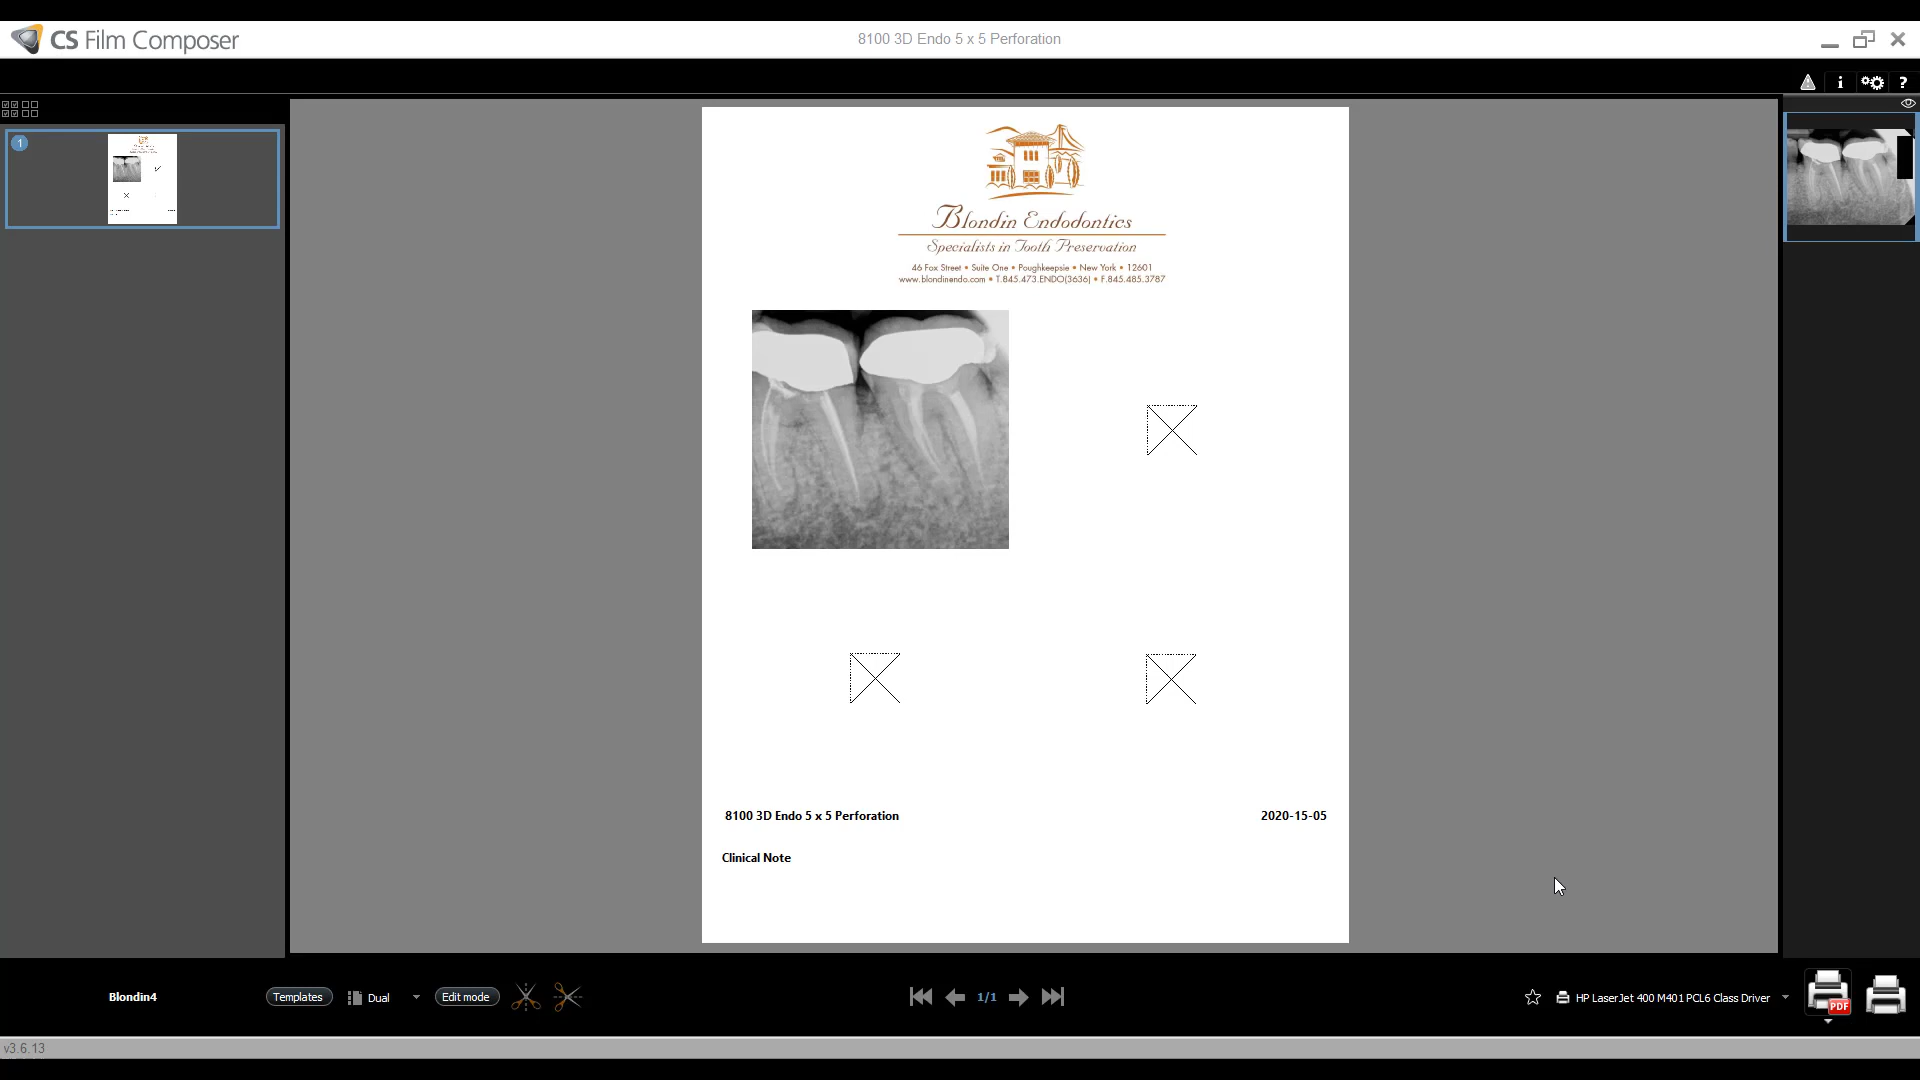 CS Film Composer
8100 3D Endo 5 x 5 Perforation
i
?
1
Blondin Endodontics
Specialists in Tooth Preservation
46 Fox Street • Suite One • Poughkeepsie • New York • 12601
www.blondinendo.com • T.845.473.ENDO(3636) • F.845.485.3787
8100 3D Endo 5 x 5 Perforation
2020-15-05
Clinical Note
Blondin4
Templates
Dual
Edit mode
1/1
HP LaserJet 400 M401 PCL6 Class Driver
PDF
v3.6.13